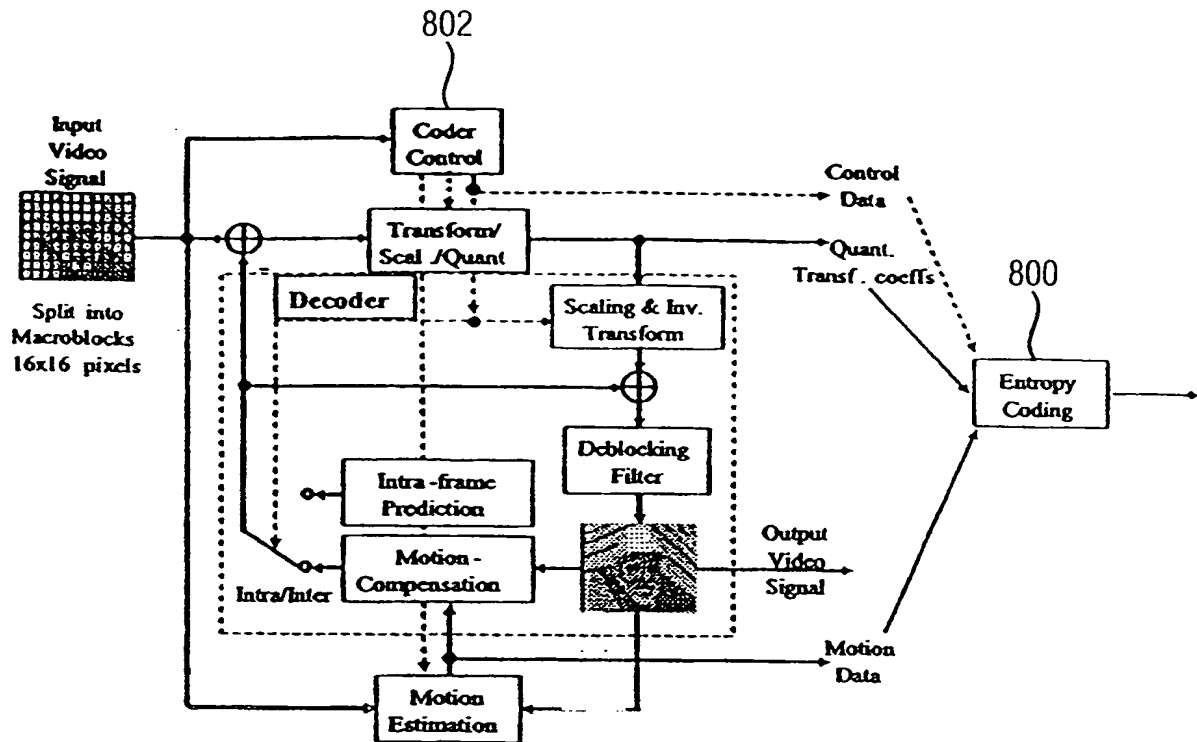 802
Input
Video
Signal
Coder
Control
Control
Data
Transform/
Scal./Quant
Quant.
Transf. coeffs
Decoder
Split into
Macroblocks
16x16 pixels
Scaling & Inv.
Transform
800
Entropy
Coding
Deblocking
Filter
Intra-frame
Prediction
Output
Video
Signal
Motion-
Compensation
Intra/Inter
Motion
Data
Motion
Estimation